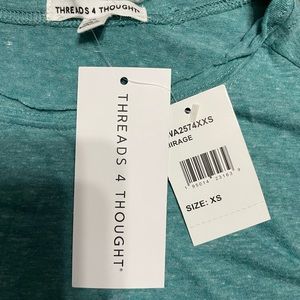 THREADS 4 THOUGHT
THREADS 4 THOUGHT®
WA2574XXS
MIRAGE
SIZE: XS